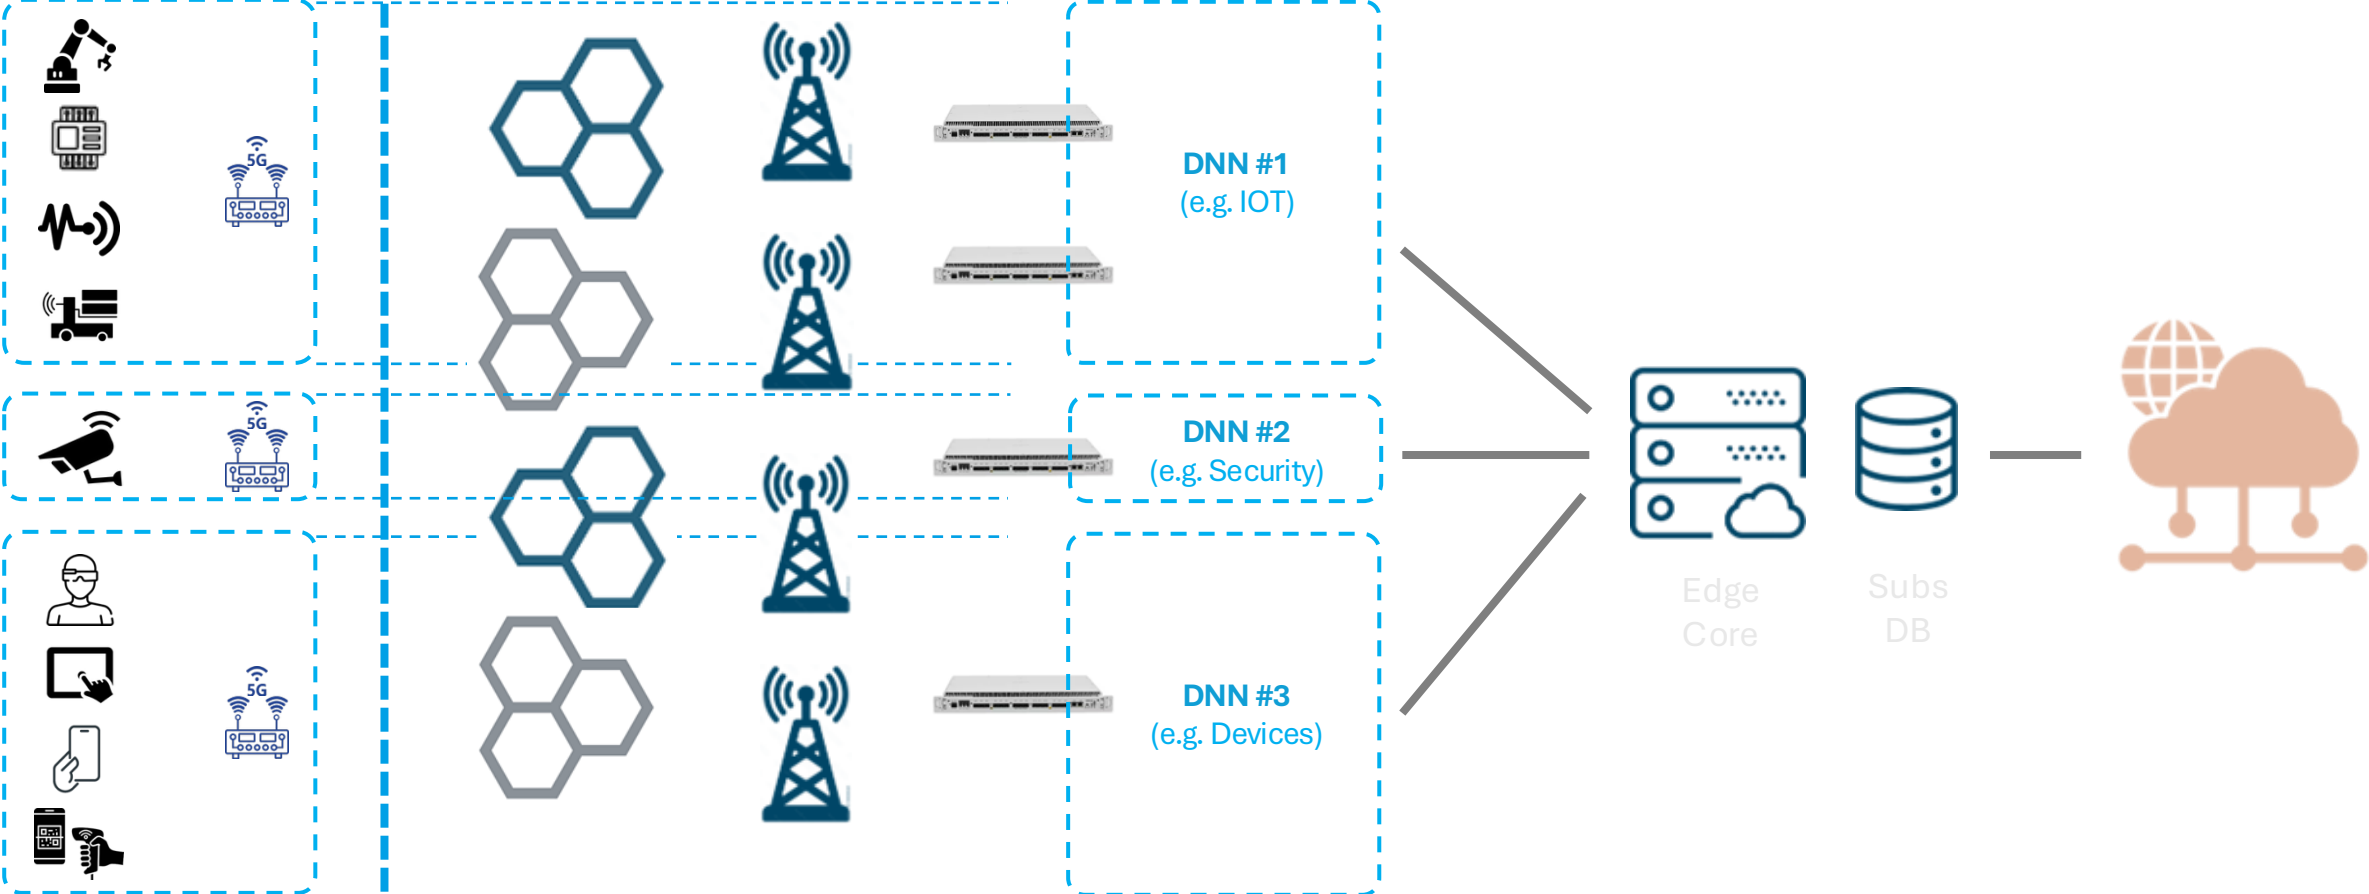 5G
DNN #1
(e.g. IOT)
5G
DNN #2
(e.g. Security)
Edge
Core
Subs
DB
5G
DNN #3
(e.g. Devices)